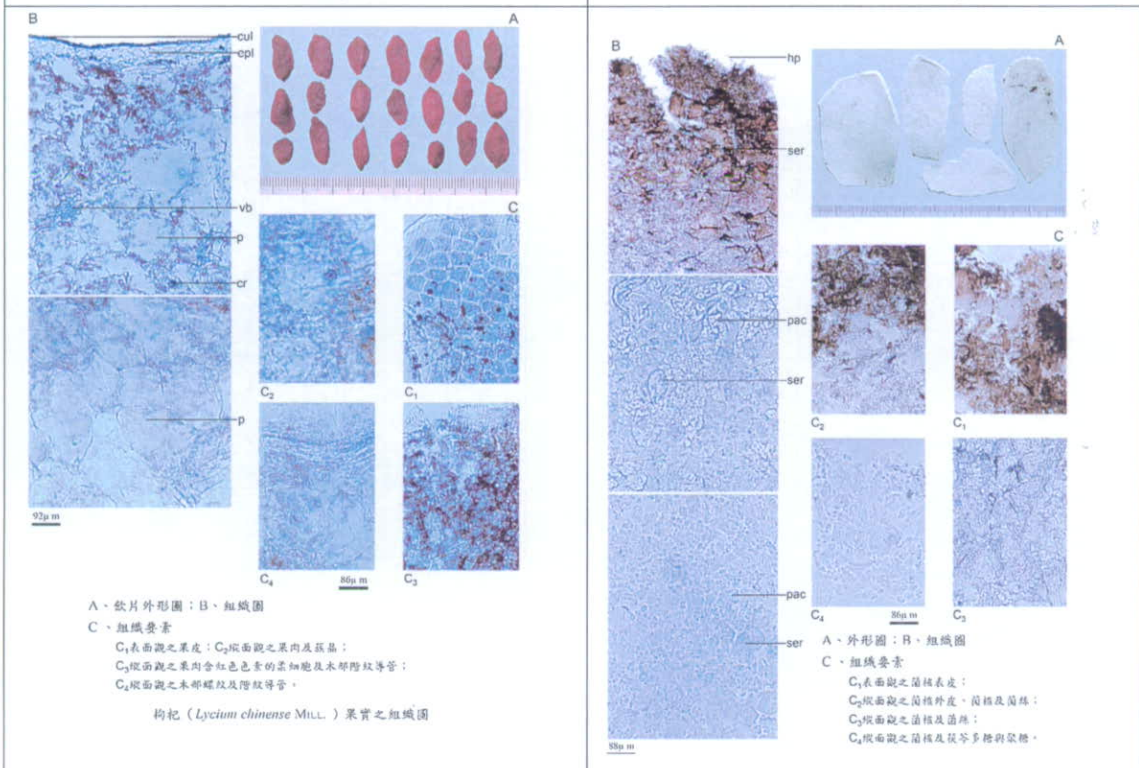 B
A
cul
epl
vb
p
cr
p
C
C₂
C₁
C₄
C₃
92μ m
86μ m
A、飲片外形圖；B、組織圖
C、組織要素
C₁表面觀之果皮；C₂縱面觀之果肉及莊晶；
C₃縱面觀之果肉含紅色色素的柔細胞及木部階紋導管；
C₄縱面觀之木部螺紋及階紋導管。
枸杞（Lycium chinense MILL.）果實之組織圖
B
A
hp
ser
pac
ser
pac
ser
C
C₂
C₁
C₄
C₃
88μ m
86μ m
A、外形圖；B、組織圖
C、組織要素
C₁表面觀之菌核表皮；
C₂縱面觀之菌核外皮、菌核及菌絲；
C₃縱面觀之菌核及菌絲；
C₄縱面觀之菌核及茯苓多糖與聚糖。